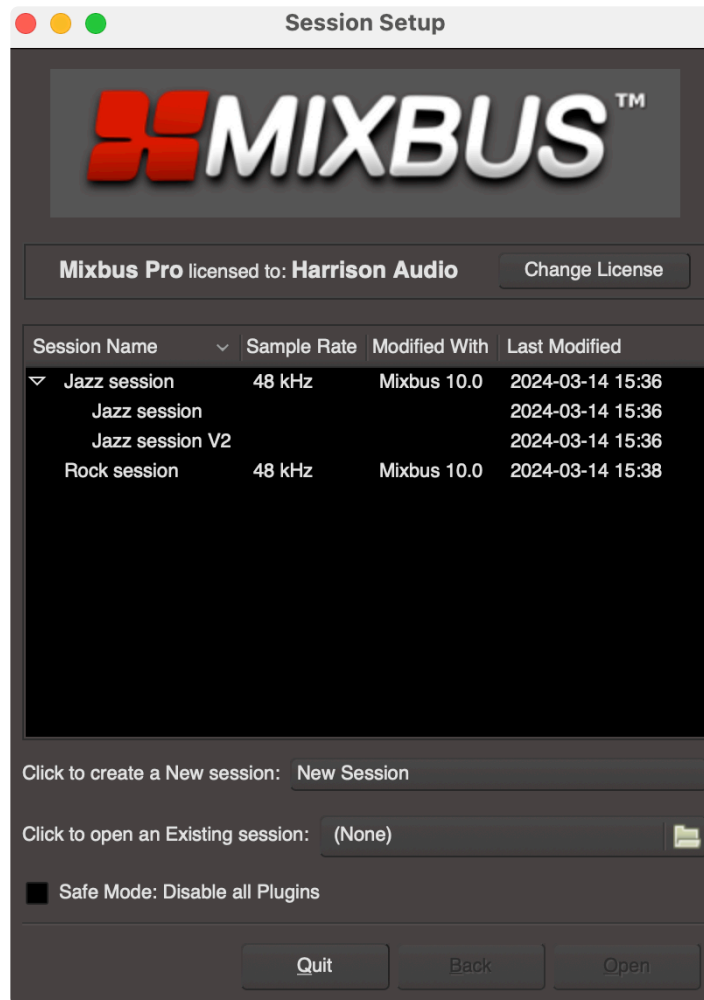 Session Setup
MIXBUS™
Mixbus Pro licensed to: Harrison Audio Change License
Session Name Sample Rate Modified With Last Modified
Jazz session 48 kHz Mixbus 10.0 2024-03-14 15:36
Jazz session 2024-03-14 15:36
Jazz session V2 2024-03-14 15:36
Rock session 48 kHz Mixbus 10.0 2024-03-14 15:38
Click to create a New session: New Session
Click to open an Existing session: (None)
Safe Mode: Disable all Plugins
Quit Back Open